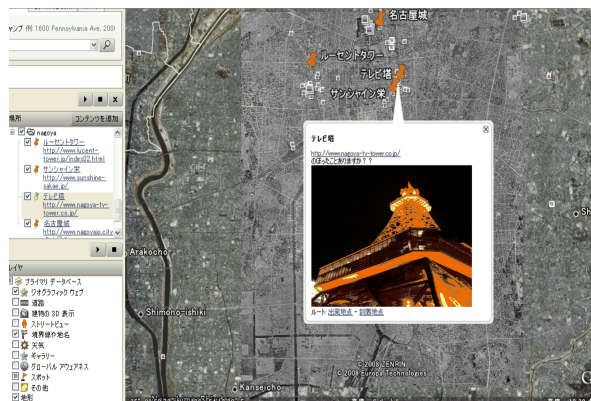 ャンプ 例: 1600 Pennsylvania Ave, 200
場所
コンテンツを追加
nagoya
ルーセントタワー
http://www.lucent-
tower.jp/index02.html
サンシャイン栄
http://www.sunshine-
sakae.jp/
テレビ塔
http://www.nagoya-tv-
tower.co.jp/
名古屋城
http://www.nagoyajo.city
レイヤ
プライマリ データベース
ジオグラフィック ウェブ
道路
建物の 3D 表示
ストリートビュー
境界線や地名
天気
ギャラリー
グローバル アウェアネス
スポット
その他
地形
名古屋城
ルーセントタワー
テレビ塔
サンシャイン栄
テレビ塔
http://www.nagoya-tv-tower.co.jp/
のぼったことありますか？？
ルート 出発地点 - 到着地点
Arakocho
Shimono-ishiki
Kanseicho
Sh
© 2008 ZENRIN
© 2008 Europa Technologies
G